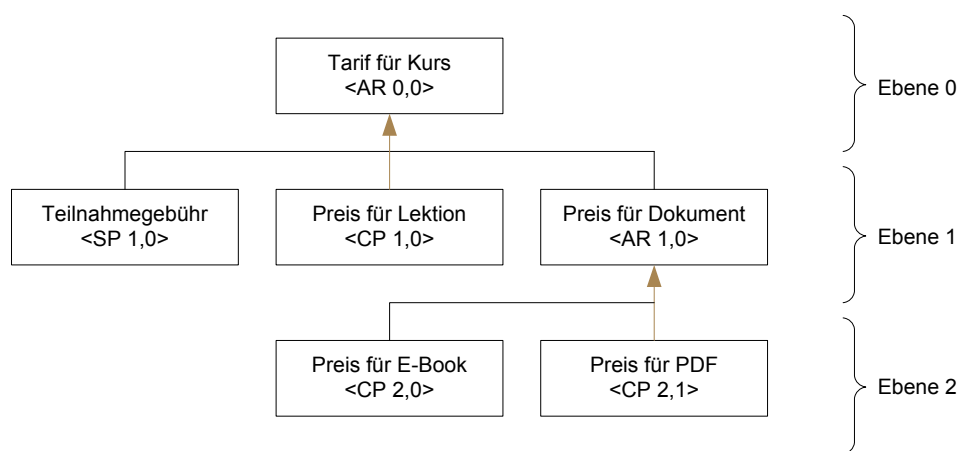 Tarif für Kurs
<AR 0,0>
Ebene 0
Teilnahmegebühr
<SP 1,0>
Preis für Lektion
<CP 1,0>
Preis für Dokument
<AR 1,0>
Ebene 1
Preis für E-Book
<CP 2,0>
Preis für PDF
<CP 2,1>
Ebene 2